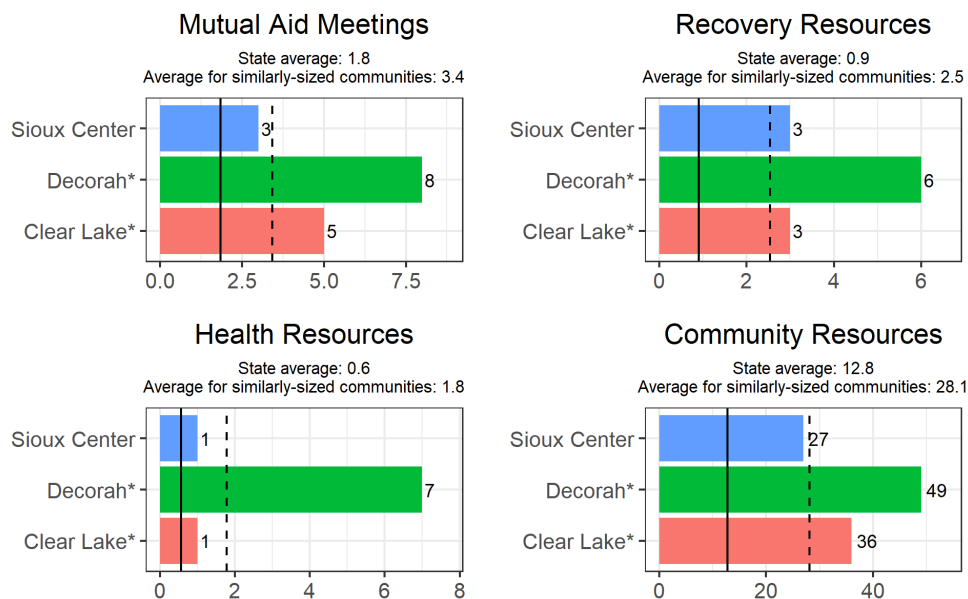 Mutual Aid Meetings
State average: 1.8
Average for similarly-sized communities: 3.4
Sioux Center
3
Decorah*
8
Clear Lake*
5
0.0 2.5 5.0 7.5
Recovery Resources
State average: 0.9
Average for similarly-sized communities: 2.5
Sioux Center
3
Decorah*
6
Clear Lake*
3
0 2 4 6
Health Resources
State average: 0.6
Average for similarly-sized communities: 1.8
Sioux Center
1
Decorah*
7
Clear Lake*
1
0 2 4 6 8
Community Resources
State average: 12.8
Average for similarly-sized communities: 28.1
Sioux Center
27
Decorah*
49
Clear Lake*
36
0 20 40